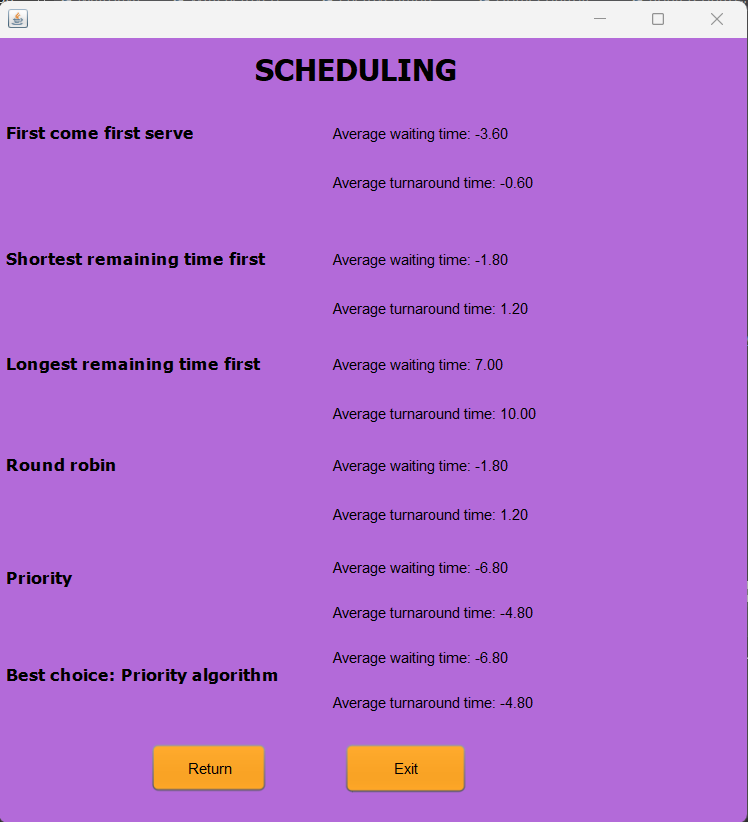 SCHEDULING
First come first serve
Average waiting time: -3.60
Average turnaround time: -0.60
Shortest remaining time first
Average waiting time: -1.80
Average turnaround time: 1.20
Longest remaining time first
Average waiting time: 7.00
Average turnaround time: 10.00
Round robin
Average waiting time: -1.80
Average turnaround time: 1.20
Priority
Average waiting time: -6.80
Average turnaround time: -4.80
Best choice: Priority algorithm
Average waiting time: -6.80
Average turnaround time: -4.80
Return
Exit